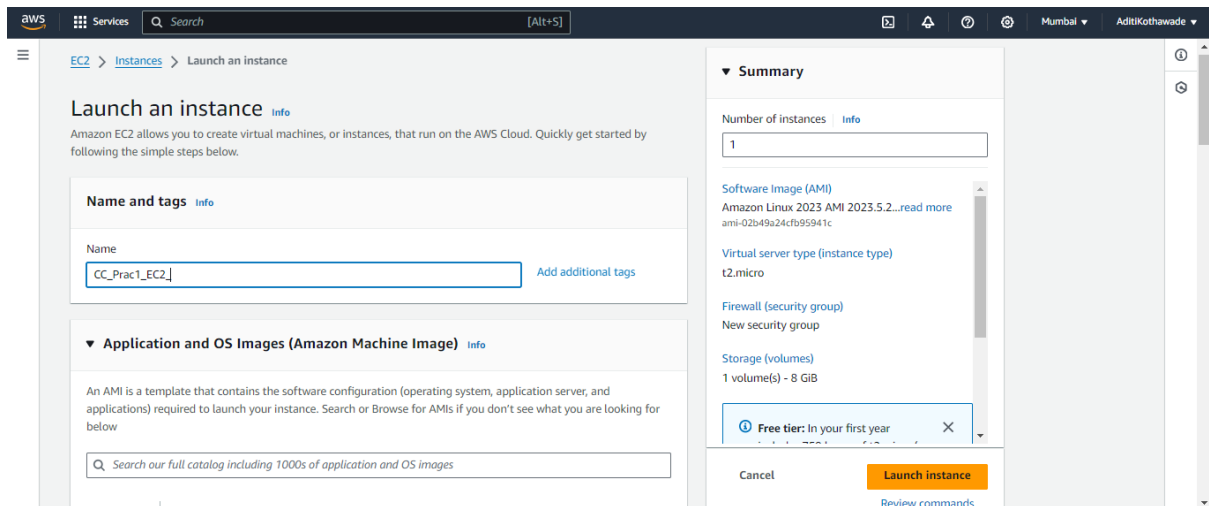 aws
Services
Search
[Alt+S]
Mumbai
AditiKothawade
EC2 > Instances > Launch an instance
Launch an instance Info
Amazon EC2 allows you to create virtual machines, or instances, that run on the AWS Cloud. Quickly get started by
following the simple steps below.
Name and tags Info
Name
CC_Prac1_EC2_
Add additional tags
Application and OS Images (Amazon Machine Image) Info
An AMI is a template that contains the software configuration (operating system, application server, and
applications) required to launch your instance. Search or Browse for AMIs if you don't see what you are looking for
below
Search our full catalog including 1000s of application and OS images
Summary
Number of instances Info
1
Software Image (AMI)
Amazon Linux 2023 AMI 2023.5.2...read more
ami-02b49a24cfb95941c
Virtual server type (instance type)
t2.micro
Firewall (security group)
New security group
Storage (volumes)
1 volume(s) - 8 GiB
Free tier: In your first year
Cancel
Launch instance
Review commands